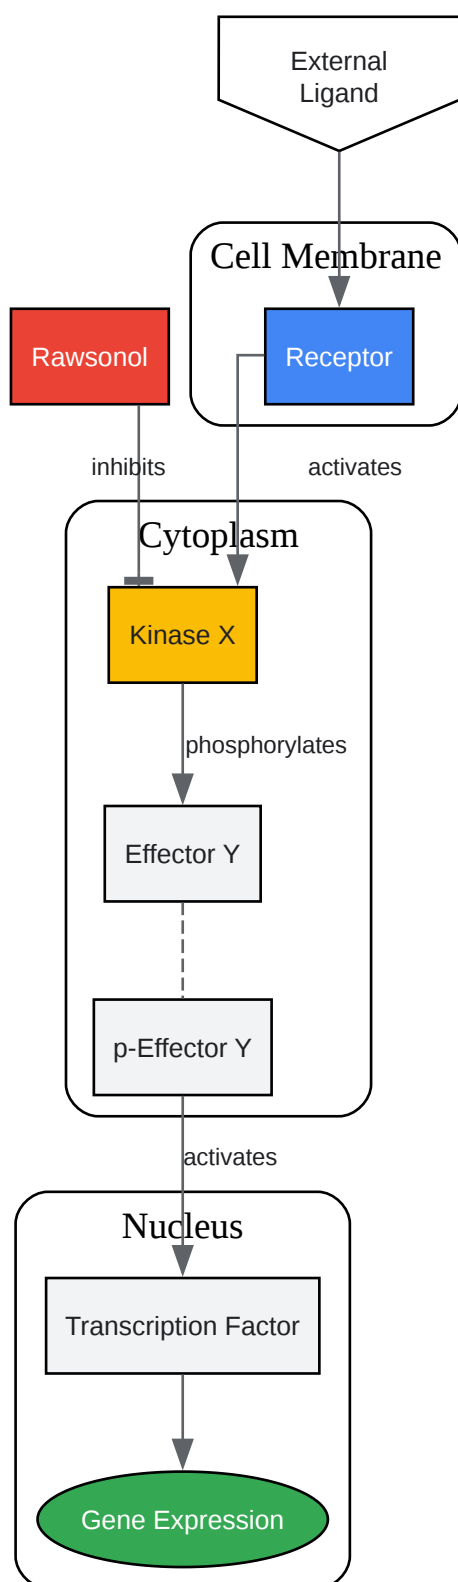 External
Ligand
Cell Membrane
Rawsonol
Receptor
inhibits
activates
Cytoplasm
Kinase X
phosphorylates
Effector Y
p-Effector Y
activates
Nucleus
Transcription Factor
Gene Expression